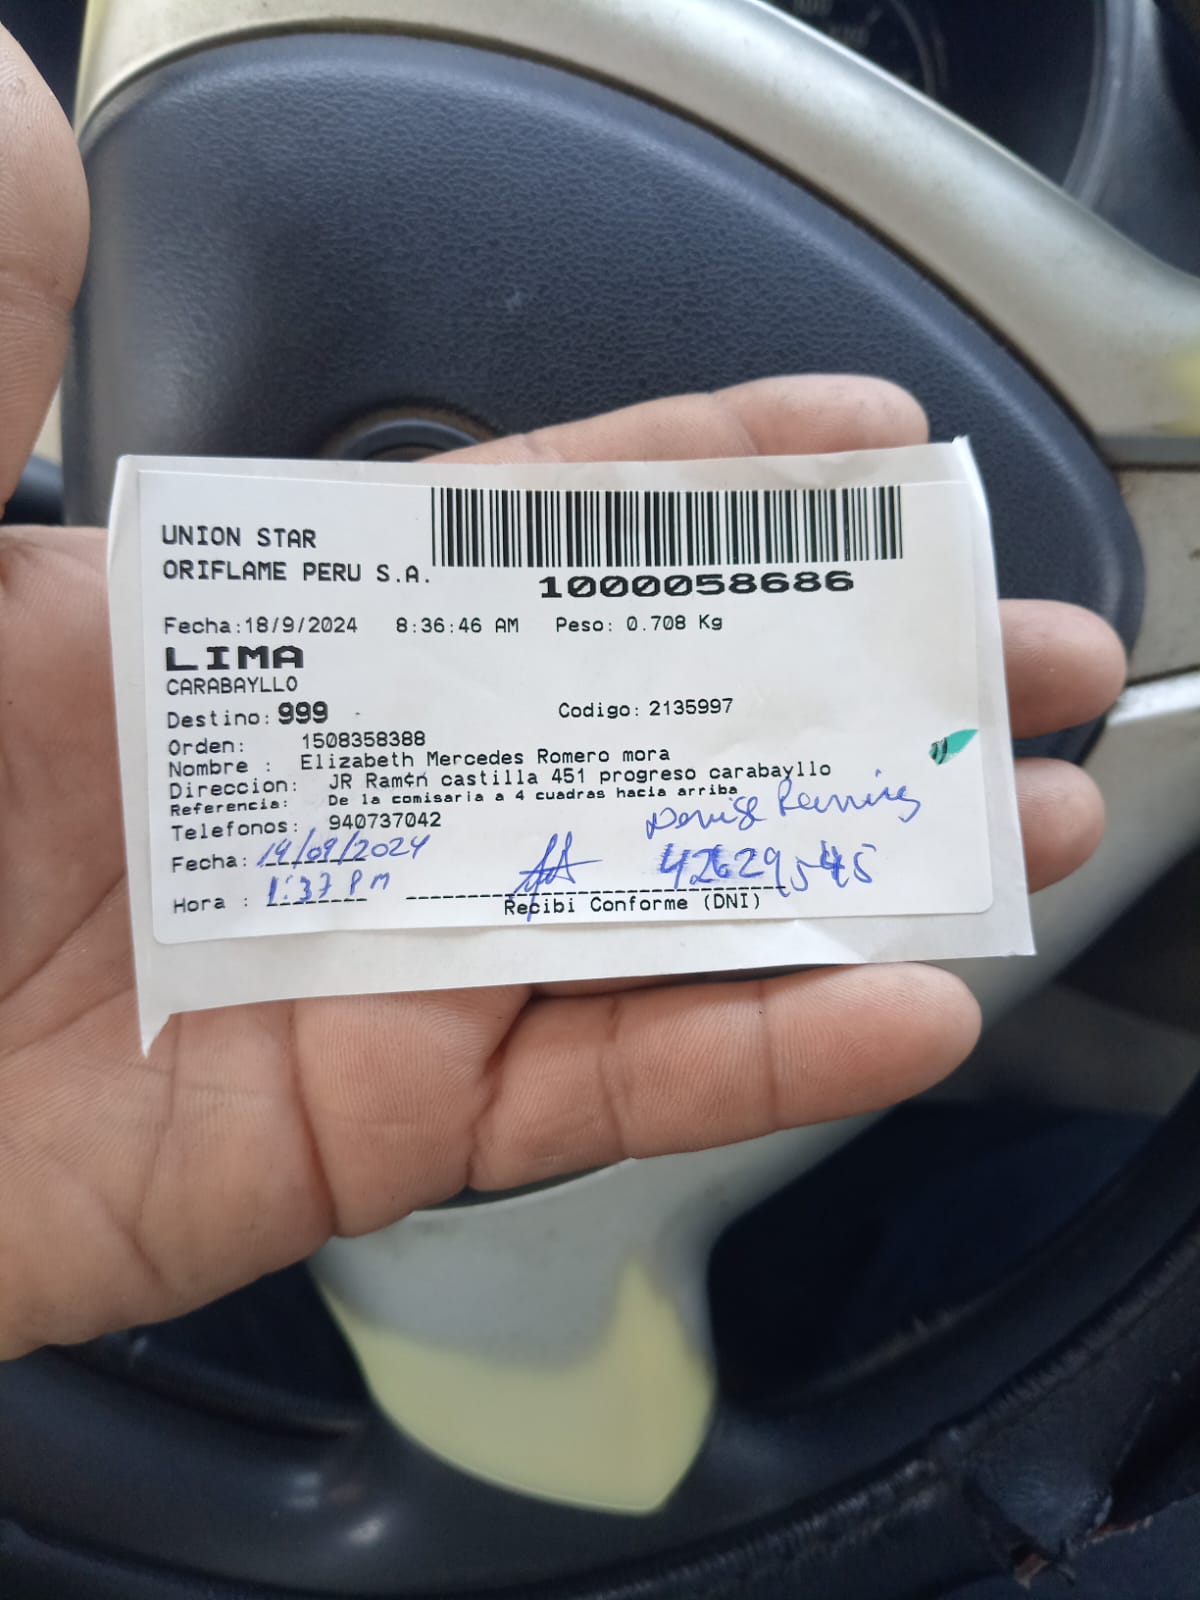 UNION STAR
ORIFLAME PERU S.A.
1000058686
Fecha:18/9/2024 8:36:46 AM Peso: 0.708 Kg
LIMA
CARABAYLLO
Destino: 999 Codigo: 2135997
Orden: 1508358388
Nombre : Elizabeth Mercedes Romero mora
Direccion: JR Ram¢n castilla 451 progreso carabayllo
Referencia: De la comisaria a 4 cuadras hacia arriba
Telefonos: 940737042
Denise Ramirez
Fecha: 19/09/2024
42629545
Hora : 1:37 PM
Recibi Conforme (DNI)